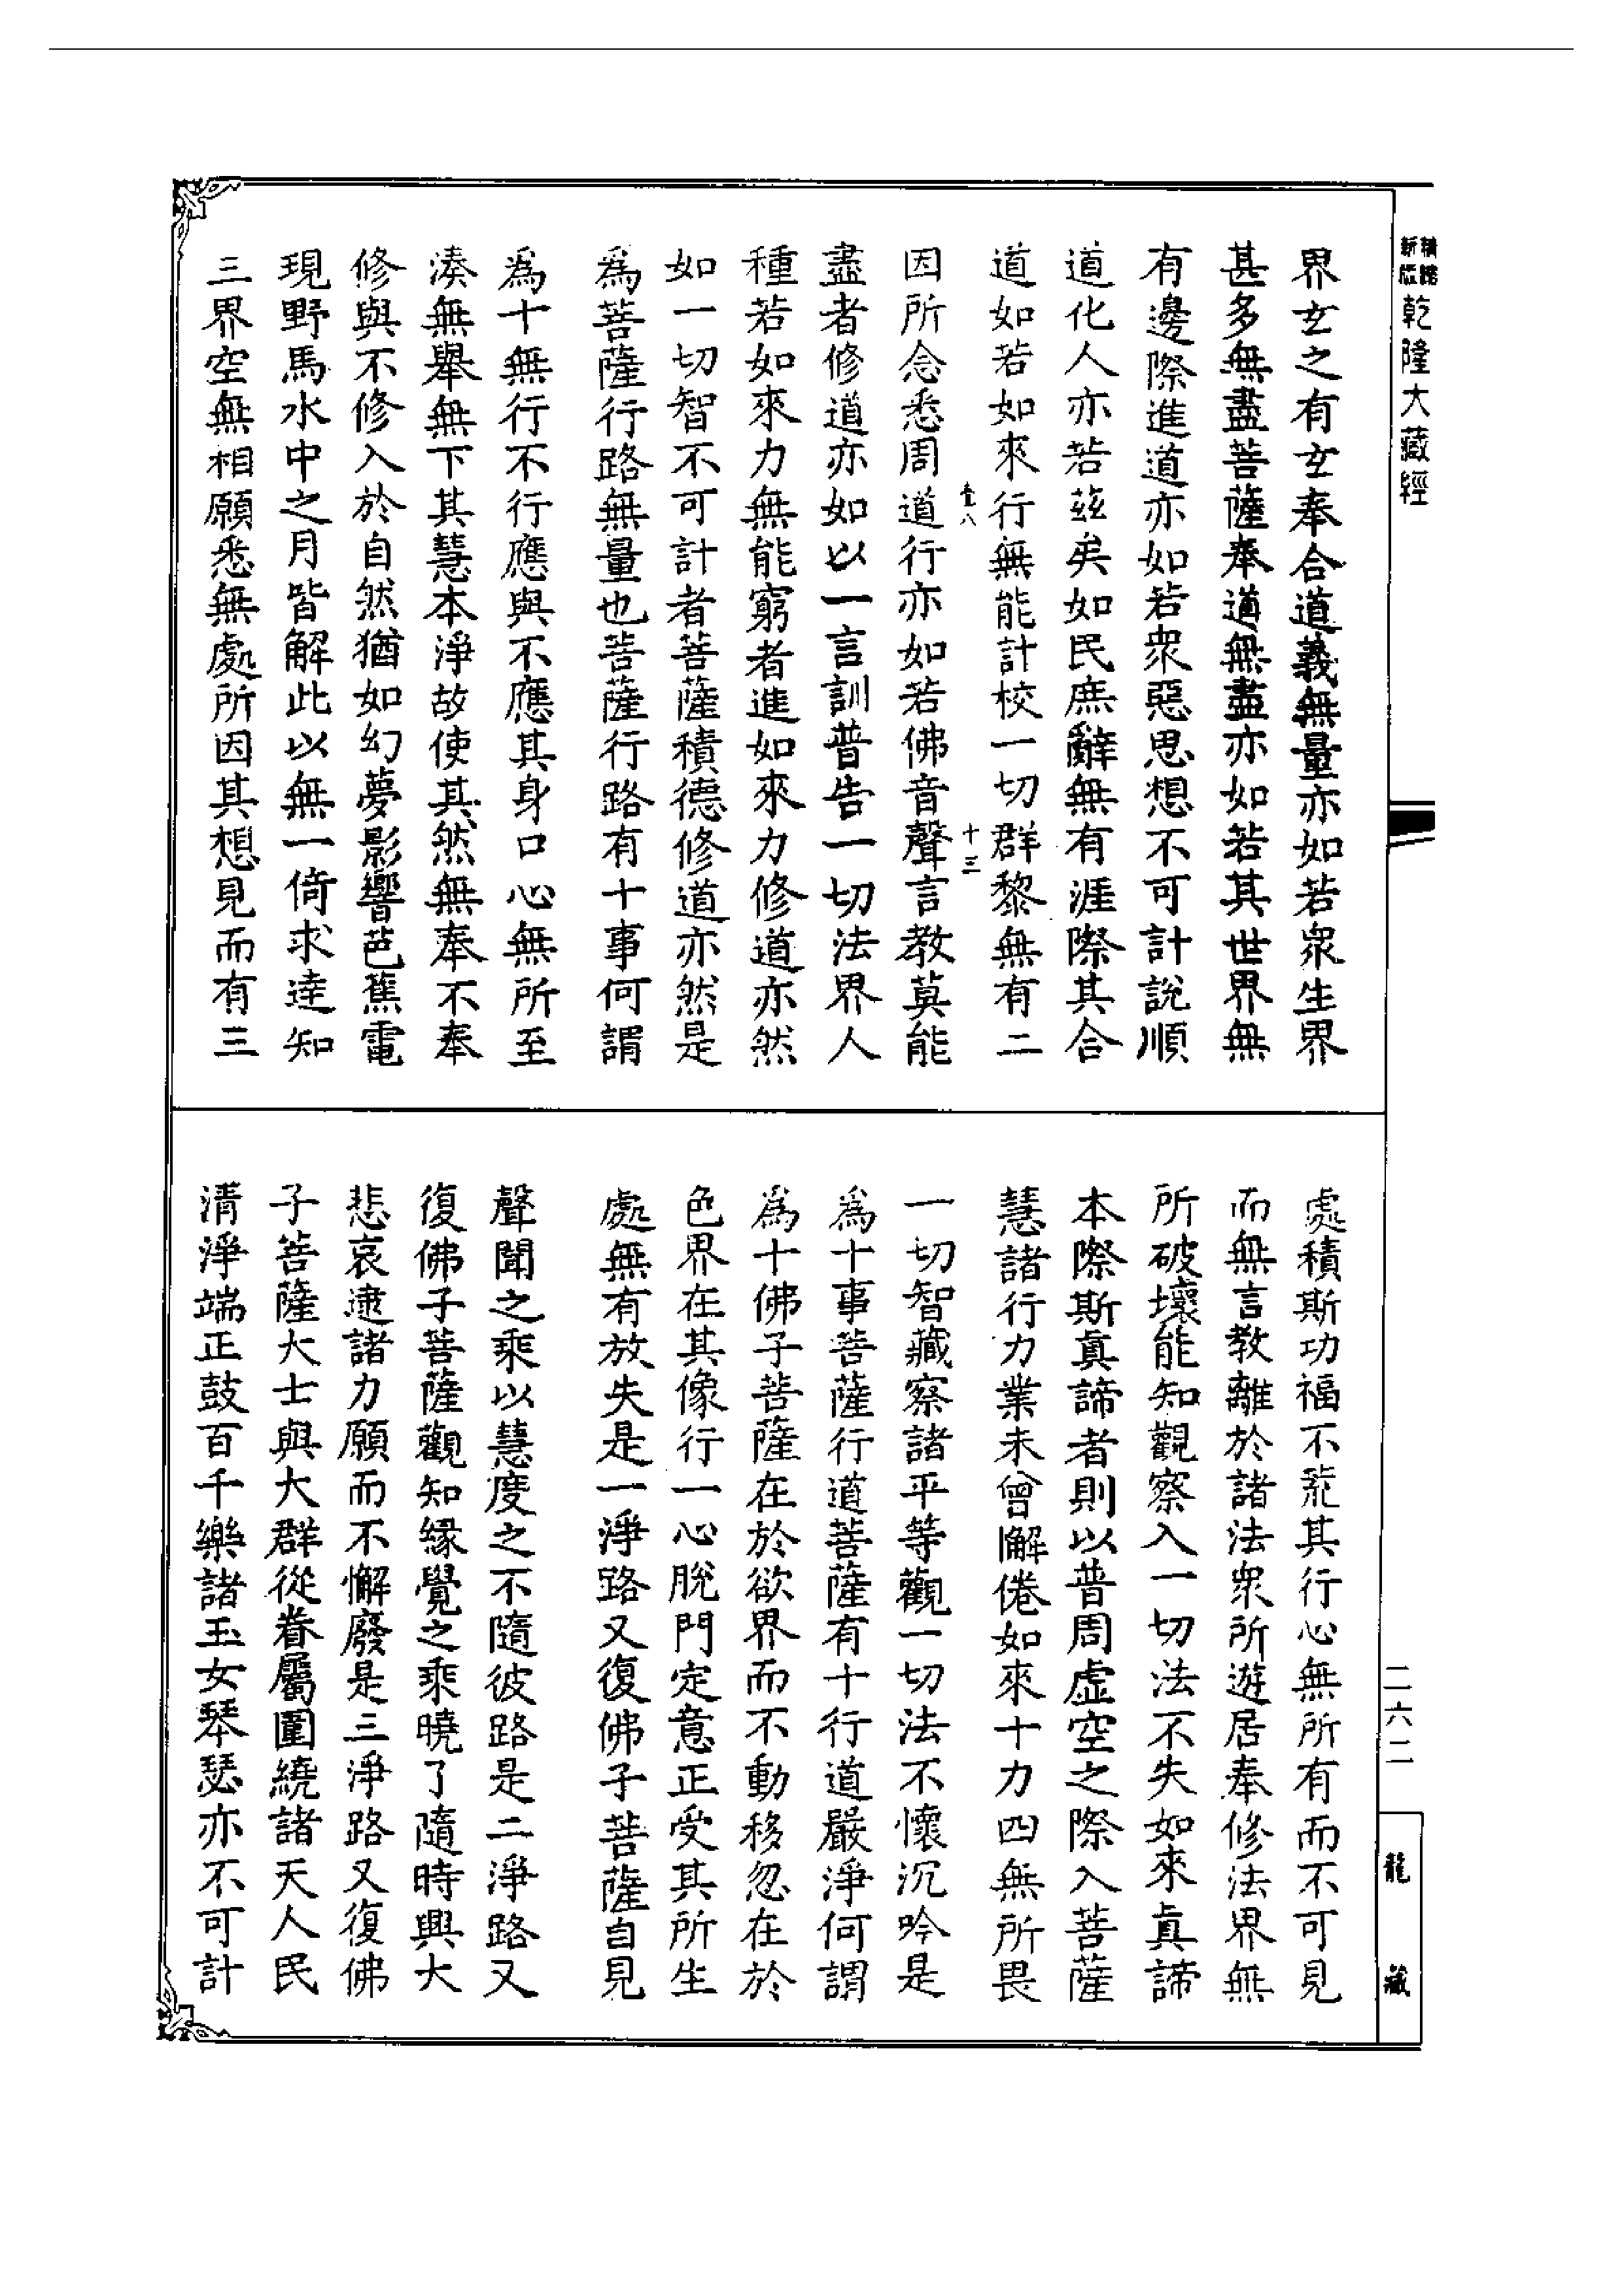 乾隆大藏經
界玄之有玄奉合道義無量亦如若衆生界
甚多無盡菩薩奉道無盡亦如若其世界無
有邊際進道亦如若衆惡思想不可計說順
道化人亦若茲矣如民庶辭無有涯際其合
道如若如來行無能計校一切群黎無有二
壹八
十三
因所念悉周道行亦如若佛音聲言教莫能
盡者修道亦如以一言訓普告一切法界人
種若如來力無能窮者進如來力修道亦然
如一切智不可計者菩薩積德修道亦然是
爲菩薩行路無量也菩薩行路有十事何謂
爲十無行不行應與不應其身口心無所至
湊無舉無下其慧本淨故使其然無奉不奉
修與不修入於自然猶如幻夢影響芭蕉電
現野馬水中之月皆解此以無一倚求逹知
三界空無相願悉無處所因其想見而有三
處積斯功福不其行心無所有而不可見
而無言教離於諸法衆所遊居奉修法界無
所破壞能知觀察入一切法不失如來真諦
本際斯真諦者則以普周虛空之際入菩薩
慧諸行力業未曾懈倦如來十力四無所畏
一切智藏察諸平等觀一切法不懷沉吟是
爲十事菩薩行道菩薩有十行道嚴淨何謂
爲十佛子菩薩在於欲界而不動移忽在於
色界在其像行一心脫門定意正受其所生
處無有放失是一淨路又復佛子菩薩自見
聲聞之乘以慧度之不隨彼路是二淨路又
復佛子菩薩觀知緣覺之乘曉了隨時興大
悲哀逮諸力願而不懈廢是三淨路又復佛
子菩薩大士與大群從眷屬圍繞諸天人民
清淨端正鼓百千樂諸玉女琴瑟亦不可計
二六二
龍藏